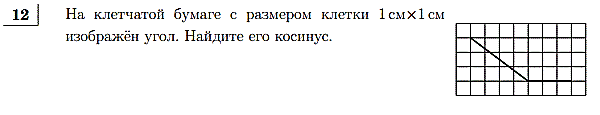 12 На клетчатой бумаге с размером клетки 1 см×1 см
изображён угол. Найдите его косинус.